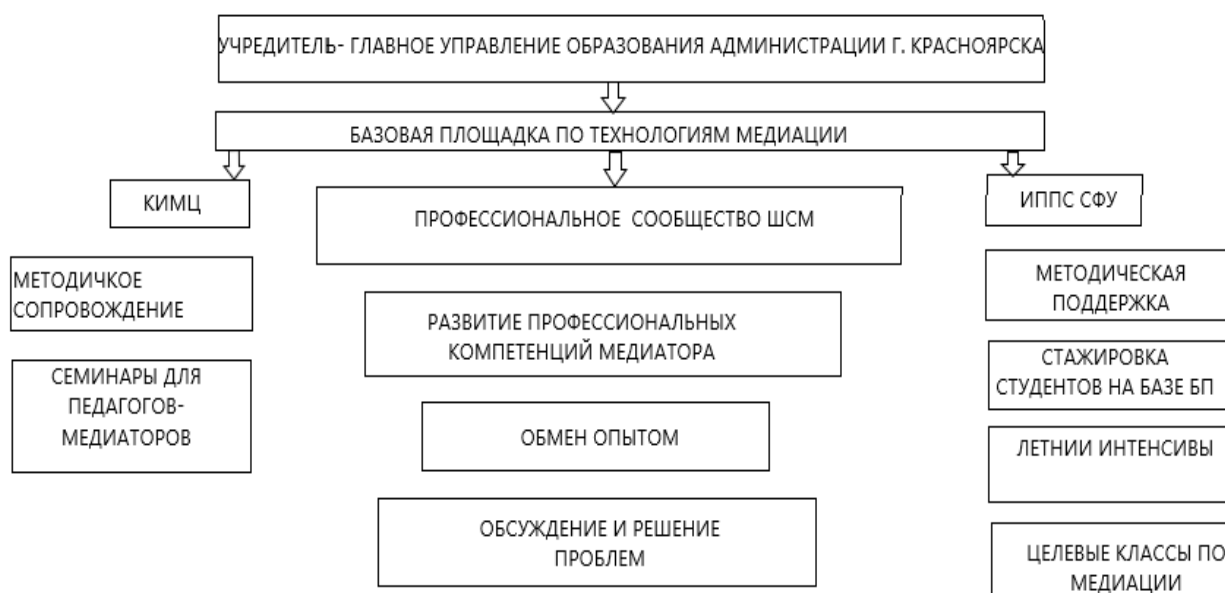 УЧРЕДИТЕЛЬ- ГЛАВНОЕ УПРАВЛЕНИЕ ОБРАЗОВАНИЯ АДМИНИСТРАЦИИ Г. КРАСНОЯРСКА
БАЗОВАЯ ПЛОЩАДКА ПО ТЕХНОЛОГИЯМ МЕДИАЦИИ
КИМЦ
МЕТОДИЧКОЕ
СОПРОВОЖДЕНИЕ
СЕМИНАРЫ ДЛЯ
ПЕДАГОГОВ-
МЕДИАТОРОВ
ПРОФЕССИОНАЛЬНОЕ СООБЩЕСТВО ШСМ
РАЗВИТИЕ ПРОФЕССИОНАЛЬНЫХ
КОМПЕТЕНЦИЙ МЕДИАТОРА
ОБМЕН ОПЫТОМ
ОБСУЖДЕНИЕ И РЕШЕНИЕ
ПРОБЛЕМ
ИППС СФУ
МЕТОДИЧЕСКАЯ
ПОДДЕРЖКА
СТАЖИРОВКА
СТУДЕНТОВ НА БАЗЕ БП
ЛЕТНИИ ИНТЕНСИВЫ
ЦЕЛЕВЫЕ КЛАССЫ ПО
МЕДИАЦИИ